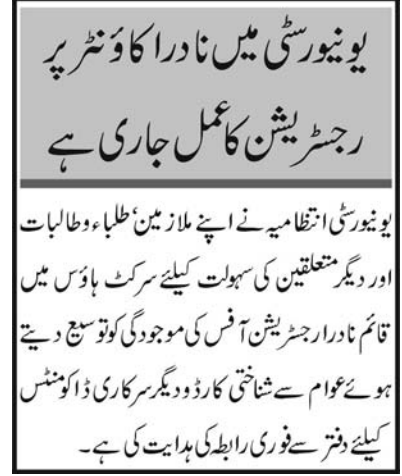 یونیورسٹی میں نادرا کاؤنٹر پر
رجسٹریشن کا عمل جاری ہے
یونیورسٹی انتظامیہ نے اپنے ملازمین‘ طلباء وطالبات
اور دیگر متعلقین کی سہولت کیلئے سرکٹ ہاؤس میں
قائم نادرا رجسٹریشن آفس کی موجودگی کو توسیع دیتے
ہوئے عوام سے شناختی کارڈ و دیگر سرکاری ڈاکومنٹس
کیلئے دفتر سے فوری رابطہ کی ہدایت کی ہے۔